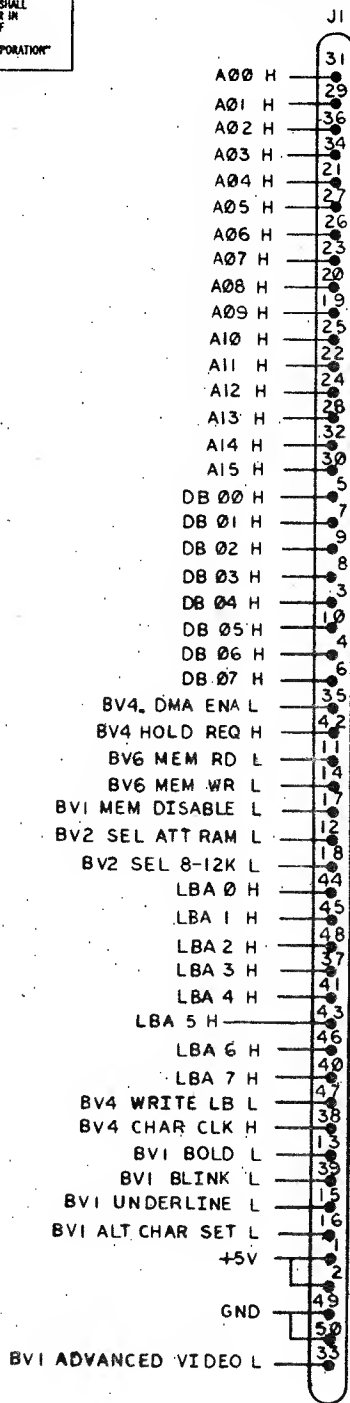 SHALL
R IN
F
PORATION"
J1
A00 H 31
A01 H 29
A02 H 36
A03 H 34
A04 H 21
A05 H 27
A06 H 26
A07 H 23
A08 H 20
A09 H 19
A10 H 25
A11 H 22
A12 H 24
A13 H 28
A14 H 32
A15 H 30
DB 00 H 5
DB 01 H 7
DB 02 H 9
DB 03 H 8
DB 04 H 3
DB 05 H 10
DB 06 H 4
DB 07 H 6
BV4. DMA ENA L 35
BV4 HOLD REQ H 42
BV6 MEM RD L 11
BV6 MEM WR L 14
BV1 MEM DISABLE L 17
BV2 SEL ATT RAM L 12
BV2 SEL 8-12K L 18
LBA 0 H 44
LBA 1 H 45
LBA 2 H 48
LBA 3 H 37
LBA 4 H 41
LBA 5 H 43
LBA 6 H 46
LBA 7 H 40
BV4 WRITE LB L 47
BV4 CHAR CLK H 38
BV1 BOLD L 13
BV1 BLINK L 39
BV1 UNDERLINE L 15
BV1 ALT CHAR SET L 16
+5V 1
2
GND 49
50
BV1 ADVANCED VIDEO L 33